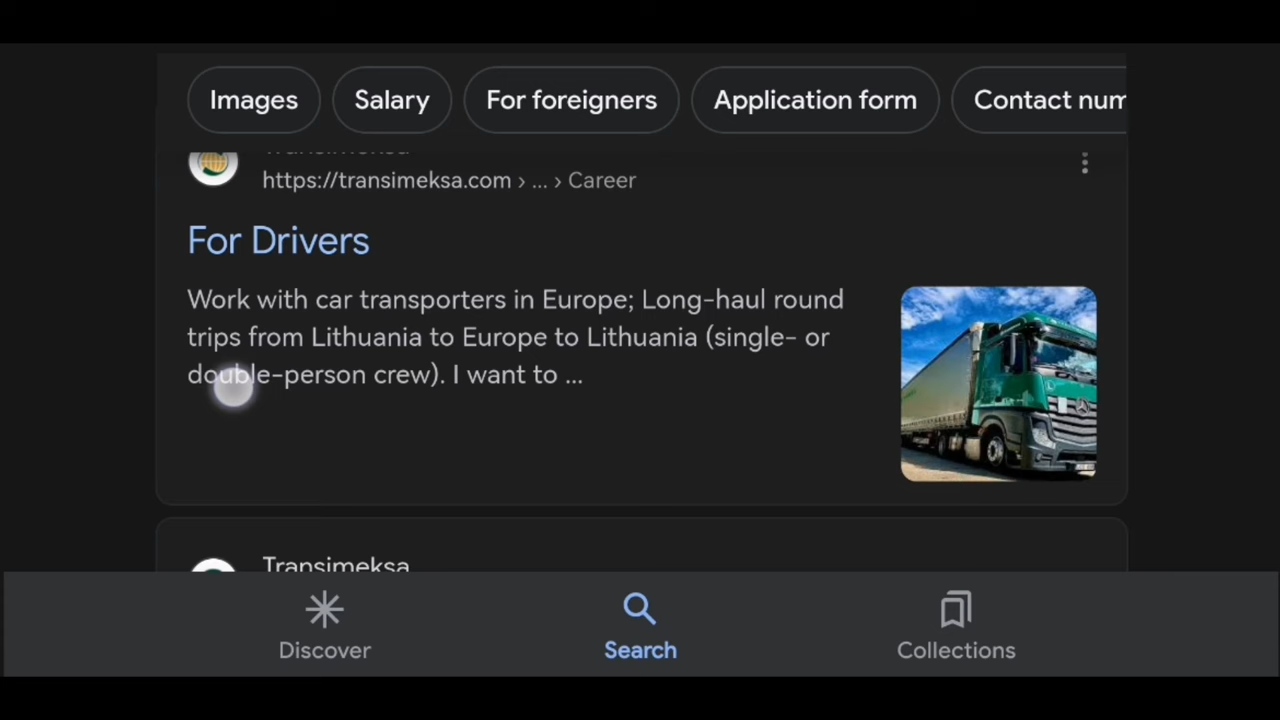 Images Salary For foreigners Application form Contact num
Transimeksa
https://transimeksa.com › ... › Career
For Drivers
Work with car transporters in Europe; Long-haul round
trips from Lithuania to Europe to Lithuania (single- or
double-person crew). I want to ...
Transimeksa
Discover Search Collections